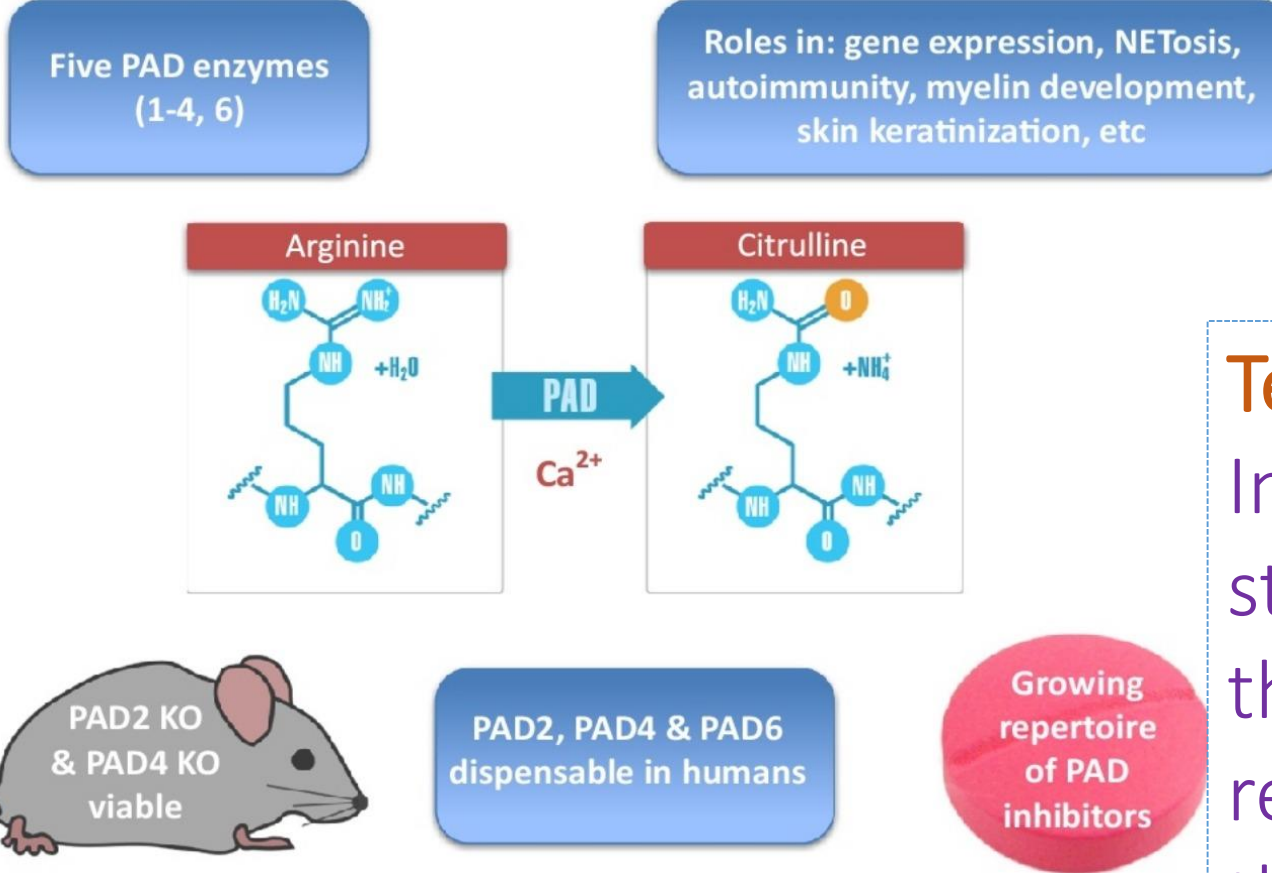 Five PAD enzymes
(1-4, 6)
Roles in: gene expression, NETosis,
autoimmunity, myelin development,
skin keratinization, etc
Arginine
H₂N
NH₂⁺
NH
+H₂O
NH
O
NH
PAD
Ca²⁺
Citrulline
H₂N
O
NH
+NH₄⁺
NH
O
NH
PAD2 KO
& PAD4 KO
viable
PAD2, PAD4 & PAD6
dispensable in humans
Growing
repertoire
of PAD
inhibitors